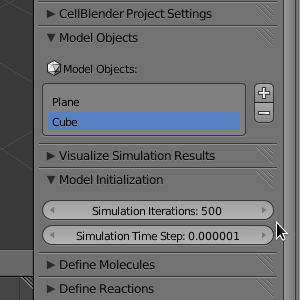 CellBlender Project Settings
Model Objects
Model Objects:
Plane
Cube
Visualize Simulation Results
Model Initialization
Simulation Iterations: 500
Simulation Time Step: 0.000001
Define Molecules
Define Reactions